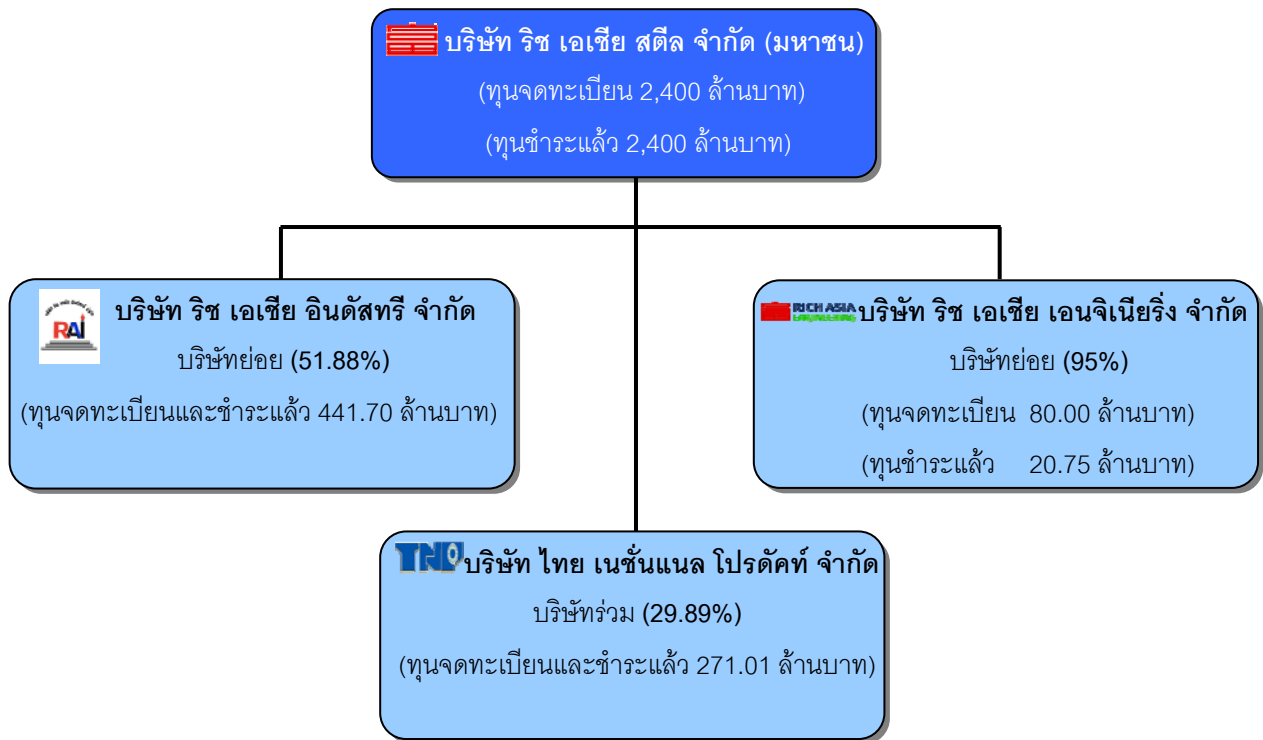 บริษัท ริช เอเชีย สตีล จำกัด (มหาชน)
(ทุนจดทะเบียน 2,400 ล้านบาท)
(ทุนชำระแล้ว 2,400 ล้านบาท)
RAI
บริษัท ริช เอเชีย อินดัสทรี จำกัด
บริษัทย่อย (51.88%)
(ทุนจดทะเบียนและชำระแล้ว 441.70 ล้านบาท)
RICH ASIA
บริษัท ริช เอเชีย เอนจิเนียริ่ง จำกัด
บริษัทย่อย (95%)
(ทุนจดทะเบียน 80.00 ล้านบาท)
(ทุนชำระแล้ว 20.75 ล้านบาท)
TNP
บริษัท ไทย เนชั่นแนล โปรดัคท์ จำกัด
บริษัทร่วม (29.89%)
(ทุนจดทะเบียนและชำระแล้ว 271.01 ล้านบาท)